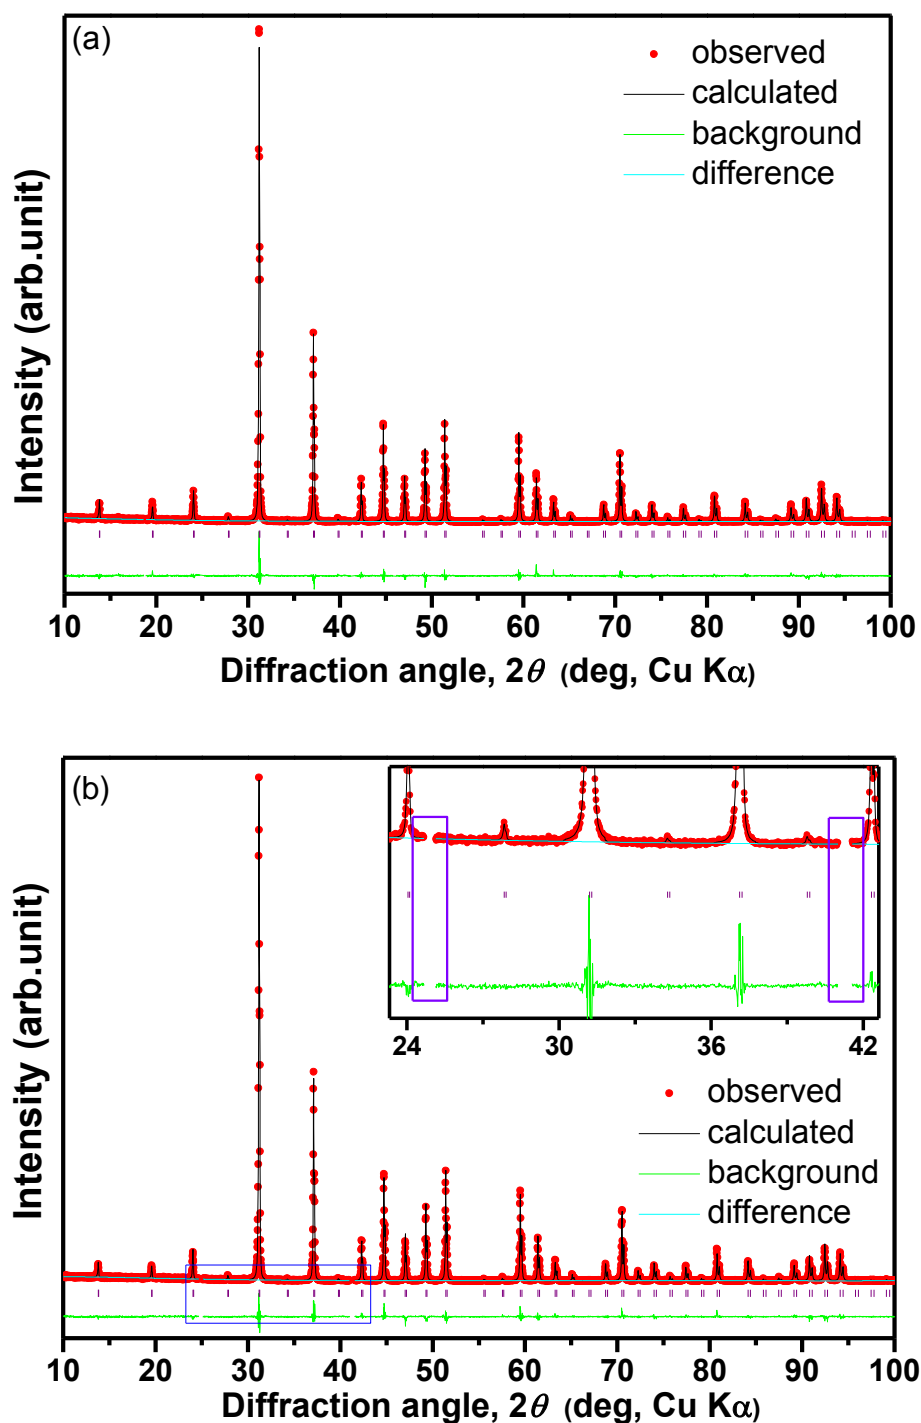 (a)
observed
calculated
background
difference
Intensity (arb.unit)
10 20 30 40 50 60 70 80 90 100
Diffraction angle, 2θ (deg, Cu Kα)
(b)
24 30 36 42
observed
calculated
background
difference
Intensity (arb.unit)
10 20 30 40 50 60 70 80 90 100
Diffraction angle, 2θ (deg, Cu Kα)